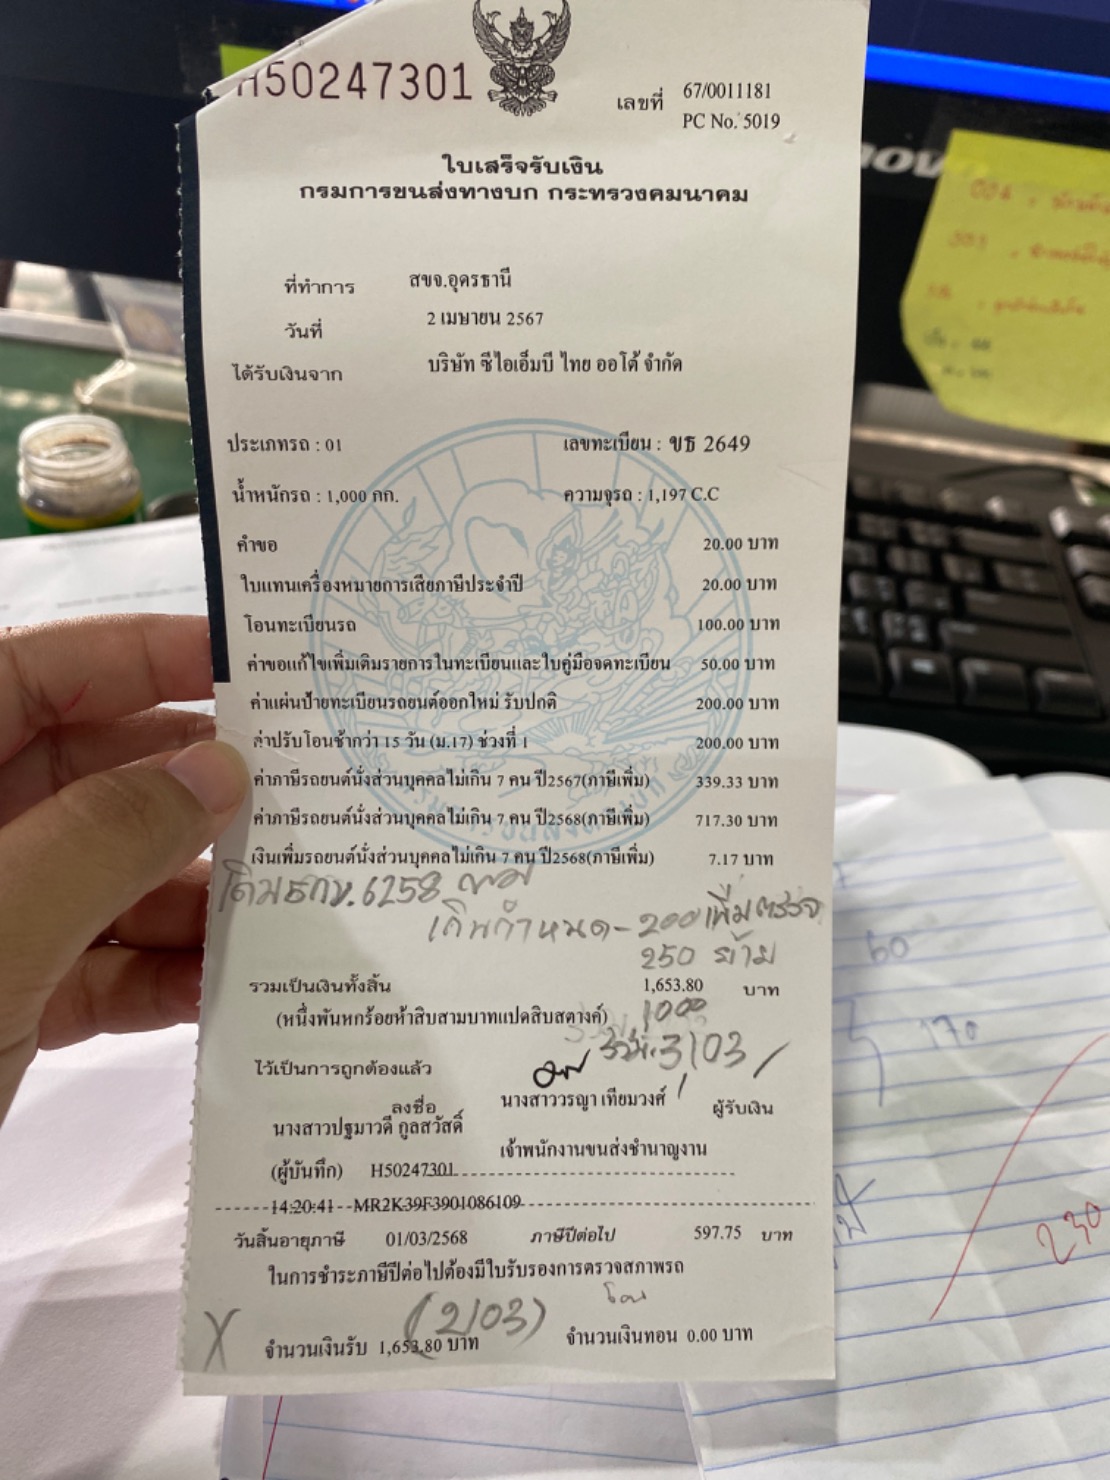 H50247301
เลขที่ 67/0011181
PC No. 5019
ใบเสร็จรับเงิน
กรมการขนส่งทางบก กระทรวงคมนาคม
ที่ทำการ สขจ.อุดรธานี
วันที่ 2 เมษายน 2567
ได้รับเงินจาก บริษัท ซีไอเอ็มบี ไทย ออโต้ จำกัด
ประเภทรถ : 01 เลขทะเบียน : ขธ 2649
น้ำหนักรถ : 1,000 กก. ความจุรถ : 1,197 C.C
คำขอ 20.00 บาท
ใบแทนเครื่องหมายการเสียภาษีประจำปี 20.00 บาท
โอนทะเบียนรถ 100.00 บาท
ค่าขอแก้ไขเพิ่มเติมรายการในทะเบียนและใบคู่มือจดทะเบียน 50.00 บาท
ค่าแผ่นป้ายทะเบียนรถยนต์ออกใหม่ รับปกติ 200.00 บาท
ค่าปรับโอนช้ากว่า 15 วัน (ม.17) ช่วงที่ 1 200.00 บาท
ค่าภาษีรถยนต์นั่งส่วนบุคคลไม่เกิน 7 คน ปี2567(ภาษีเพิ่ม) 339.33 บาท
ค่าภาษีรถยนต์นั่งส่วนบุคคลไม่เกิน 7 คน ปี2568(ภาษีเพิ่ม) 717.30 บาท
เงินเพิ่มรถยนต์นั่งส่วนบุคคลไม่เกิน 7 คน ปี2568(ภาษีเพิ่ม) 7.17 บาท
เดิม 6258
เกินกำหนด - 200 เพิ่ม ตรวจ
250 ย้าย
รวมเป็นเงินทั้งสิ้น 1,653.80 บาท
(หนึ่งพันหกร้อยห้าสิบสามบาทแปดสิบสตางค์) 1000
รวม 3103
ไว้เป็นการถูกต้องแล้ว
ลงชื่อ นางสาววรญา เทียมวงศ์ ผู้รับเงิน
นางสาวปฐมาวดี กูลสวัสดิ์
เจ้าพนักงานขนส่งชำนาญงาน
(ผู้บันทึก) H50247301
14:20:41 MR2K39F3901086109
วันสิ้นอายุภาษี 01/03/2568 ภาษีปีต่อไป 597.75 บาท
ในการชำระภาษีปีต่อไปต้องมีใบรับรองการตรวจสภาพรถ
(2103) โอน
จำนวนเงินรับ 1,653.80 บาท จำนวนเงินทอน 0.00 บาท
60
170
230